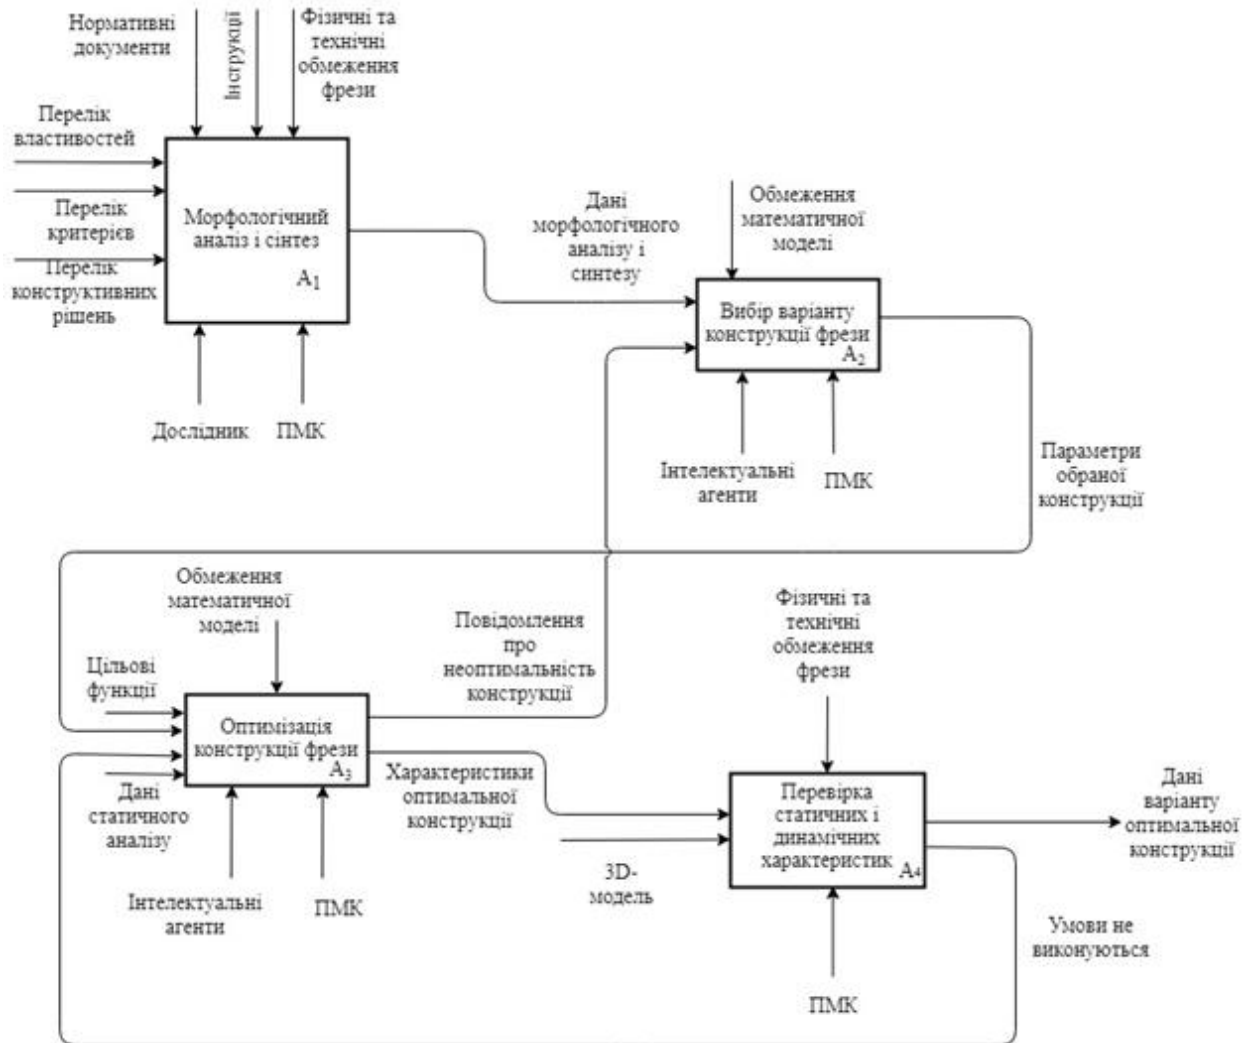 Нормативні
документи
Інструкції
Фізичні та
технічні
обмеження
фрези
Перелік
властивостей
Перелік
критерієв
Перелік
конструктивних
рішень
Морфологічний
аналіз і сінтез
A1
Дослідник
ПМК
Дані
морфологічного
аналізу і
синтезу
Обмеження
математичної
моделі
Вибір варіанту
конструкції фрези
A2
Інтелектуальні
агенти
ПМК
Параметри
обраної
конструкції
Обмеження
математичної
моделі
Цільові
функції
Оптимізація
конструкції фрези
A3
Дані
статичного
аналізу
Інтелектуальні
агенти
ПМК
Повідомлення
про
неоптимальність
конструкції
Характеристики
оптимальної
конструкції
3D-
модель
Фізичні та
технічні
обмеження
фрези
Перевірка
статичних і
динамічних
характеристик
A4
ПМК
Дані
варіанту
оптимальної
конструкції
Умови не
виконуються